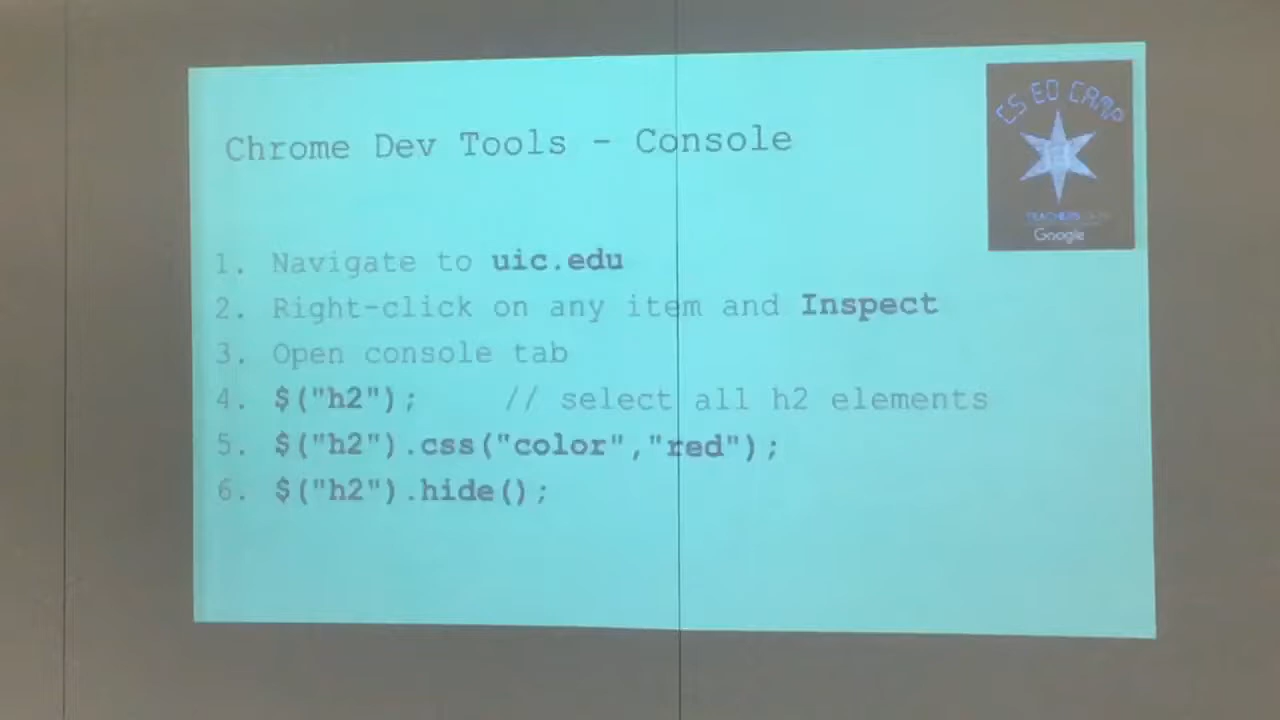 CS ED CAMP
TEACHERS
Google
Chrome Dev Tools - Console
1. Navigate to uic.edu
2. Right-click on any item and Inspect
3. Open console tab
4. $("h2"); // select all h2 elements
5. $("h2").css("color","red");
6. $("h2").hide();